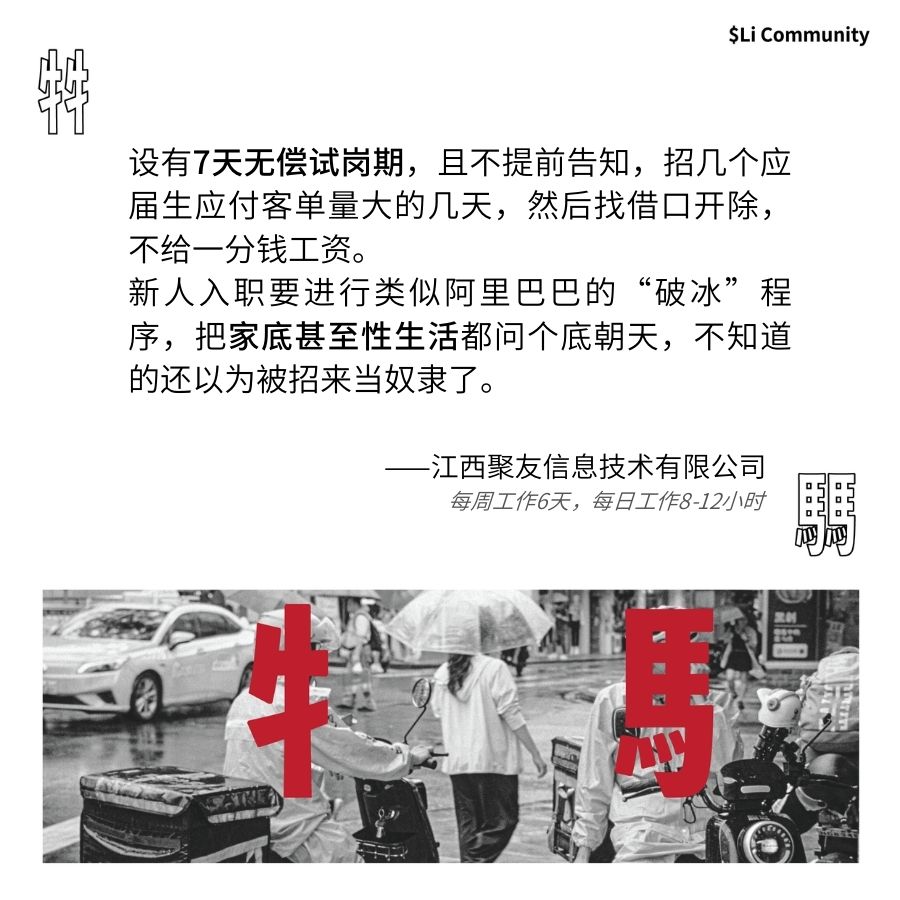 $Li Community
牜牜
设有7天无偿试岗期，且不提前告知，招几个应
届生应付客单量大的几天，然后找借口开除，
不给一分钱工资。
新人入职要进行类似阿里巴巴的“破冰”程
序，把家底甚至性生活都问个底朝天，不知道
的还以为被招来当奴隶了。
——江西聚友信息技术有限公司
每周工作6天，每日工作8-12小时
馬馬
牜 馬